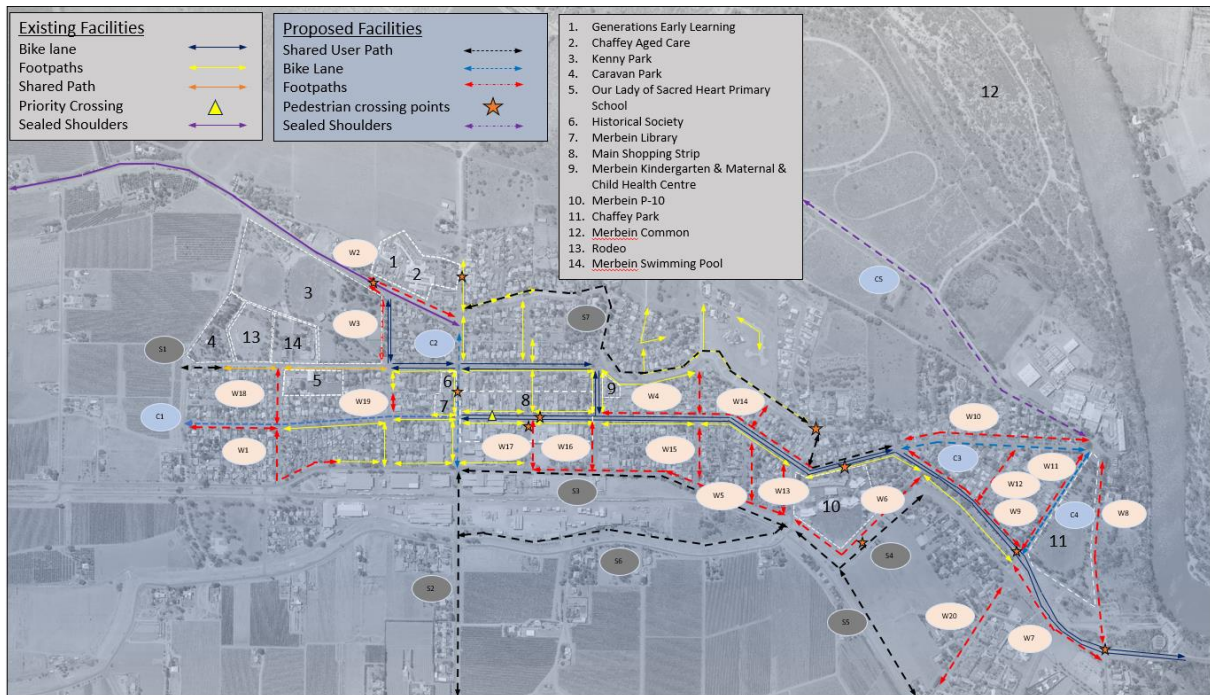 Existing Facilities
Bike lane
Footpaths
Shared Path
Priority Crossing
Sealed Shoulders
Proposed Facilities
Shared User Path
Bike Lane
Footpaths
Pedestrian crossing points
Sealed Shoulders
1. Generations Early Learning
2. Chaffey Aged Care
3. Kenny Park
4. Caravan Park
5. Our Lady of Sacred Heart Primary
School
6. Historical Society
7. Merbein Library
8. Main Shopping Strip
9. Merbein Kindergarten & Maternal &
Child Health Centre
10. Merbein P-10
11. Chaffey Park
12. Merbein Common
13. Rodeo
14. Merbein Swimming Pool
12
W2
1
2
C5
3
S7
W3
C2
S1
4
13
14
5
6
9
W18
W19
W4
W14
C1
7
8
W10
W1
W17
W16
W15
C3
W11
W12
S3
W5
W13
10
W6
W9
C4
W8
11
S4
S6
S2
S5
W20
W7